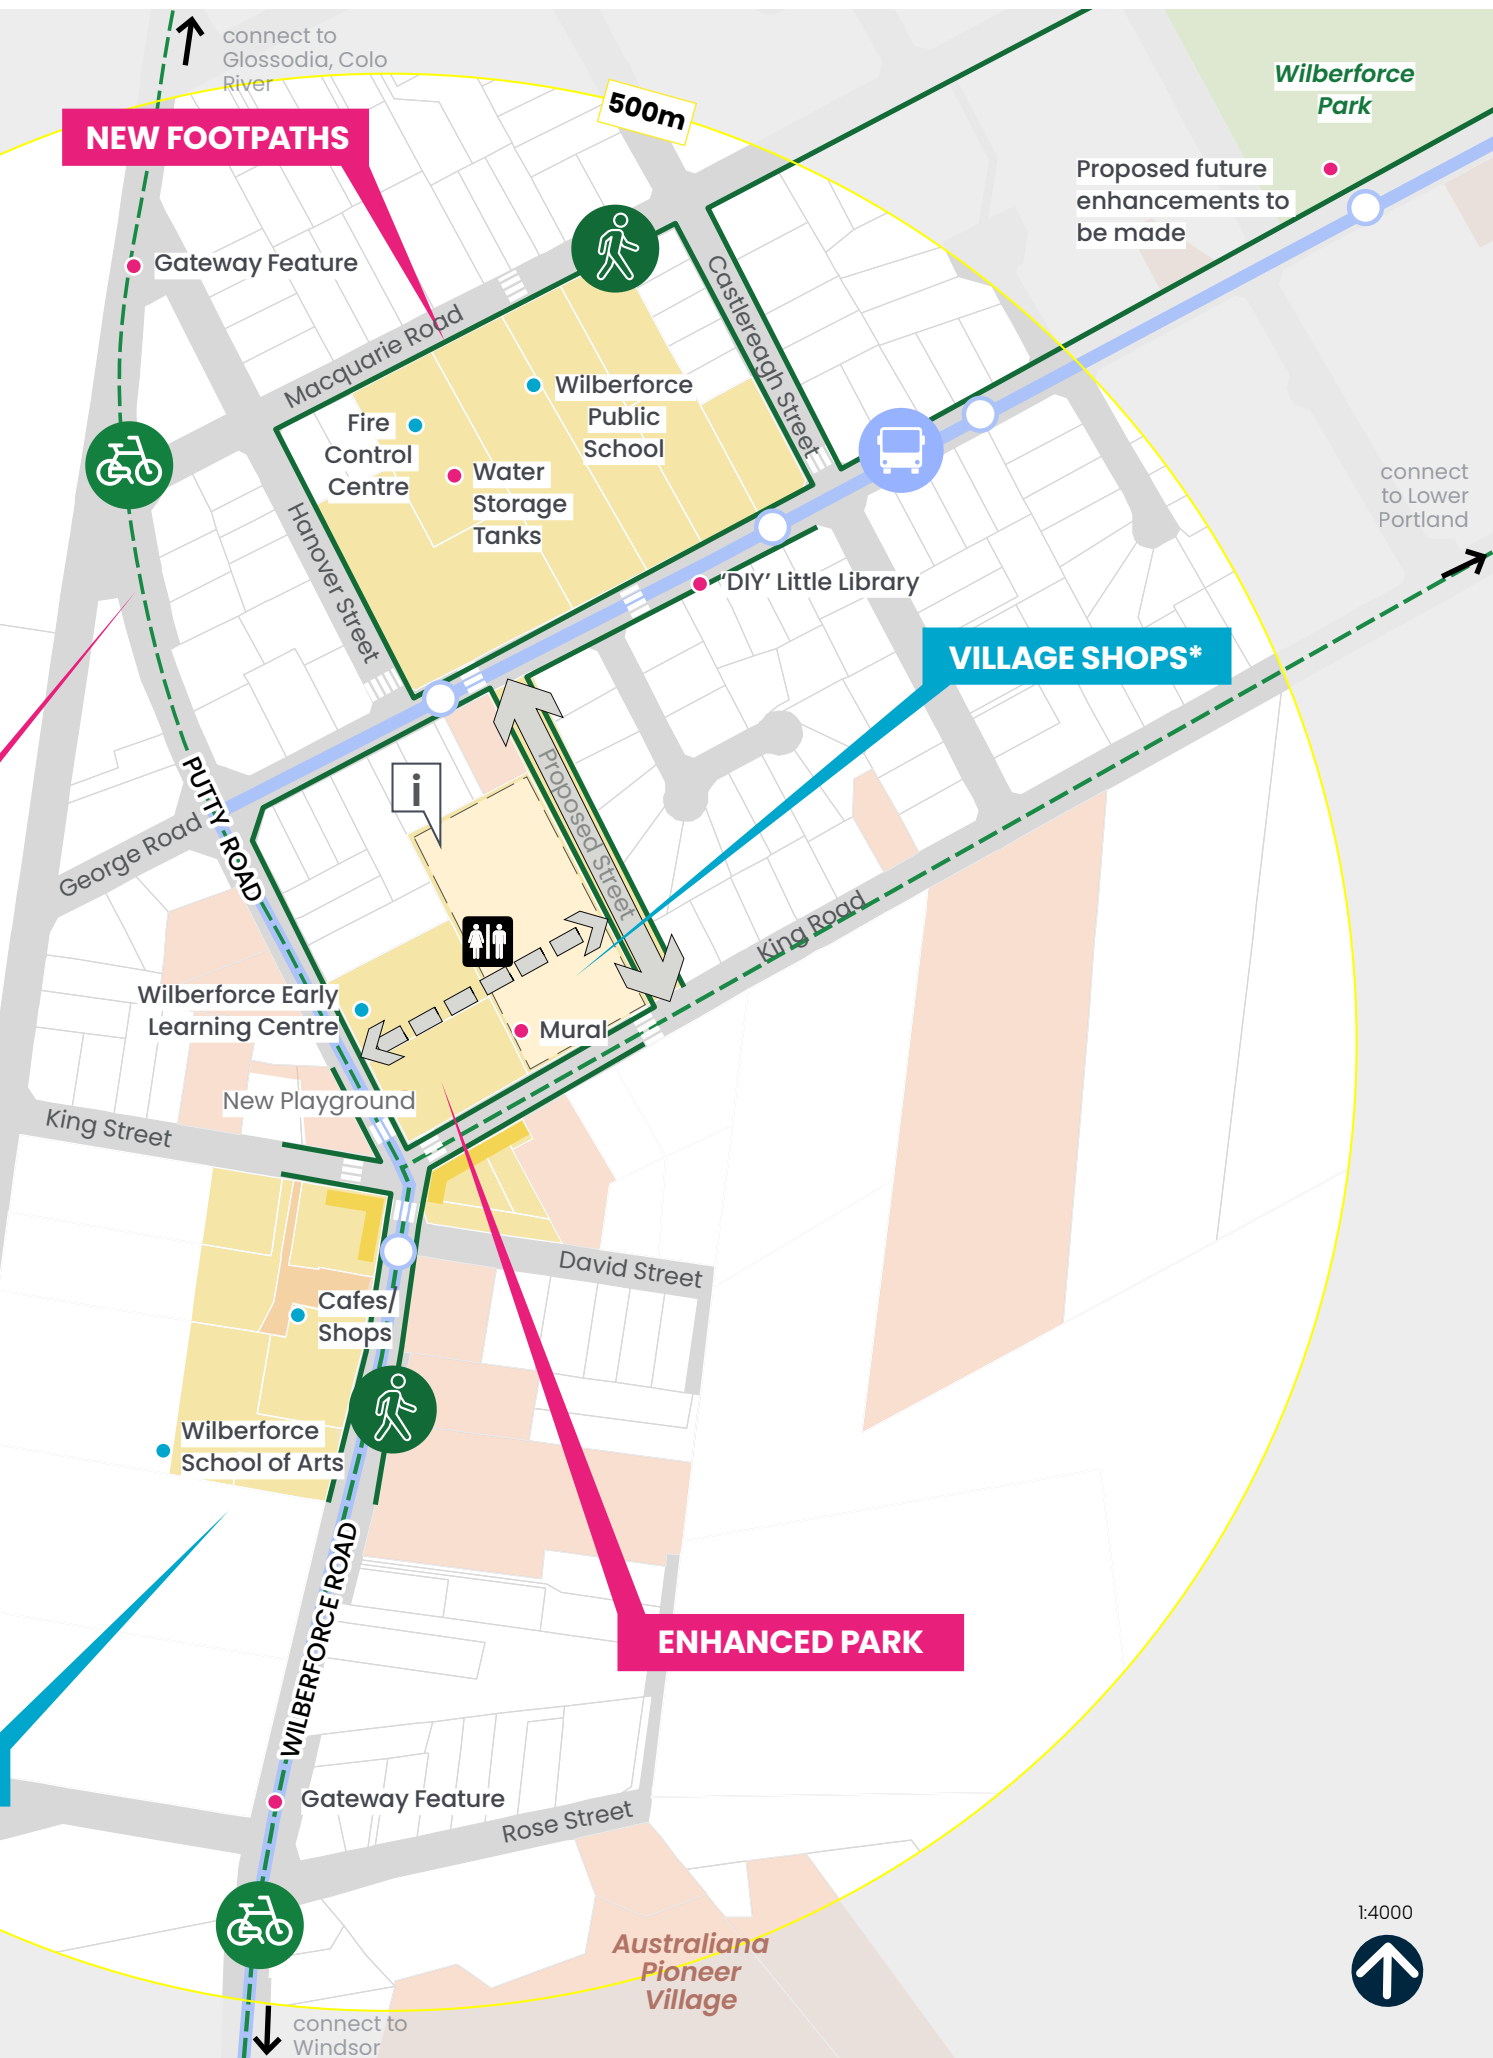 connect to
Glossodia, Colo
River
NEW FOOTPATHS
500m
Wilberforce
Park
Proposed future
enhancements to
be made
Gateway Feature
Macquarie Road
Castlereagh Street
Wilberforce
Public
School
Fire
Control
Centre
Water
Storage
Tanks
Hanover Street
connect
to Lower
Portland
'DIY' Little Library
VILLAGE SHOPS*
PUTTY ROAD
George Road
i
Proposed Street
King Road
Wilberforce Early
Learning Centre
Mural
New Playground
King Street
David Street
Cafes/
Shops
Wilberforce
School of Arts
WILBERFORCE ROAD
ENHANCED PARK
Gateway Feature
Rose Street
Australiana
Pioneer
Village
1:4000
connect to
Windsor